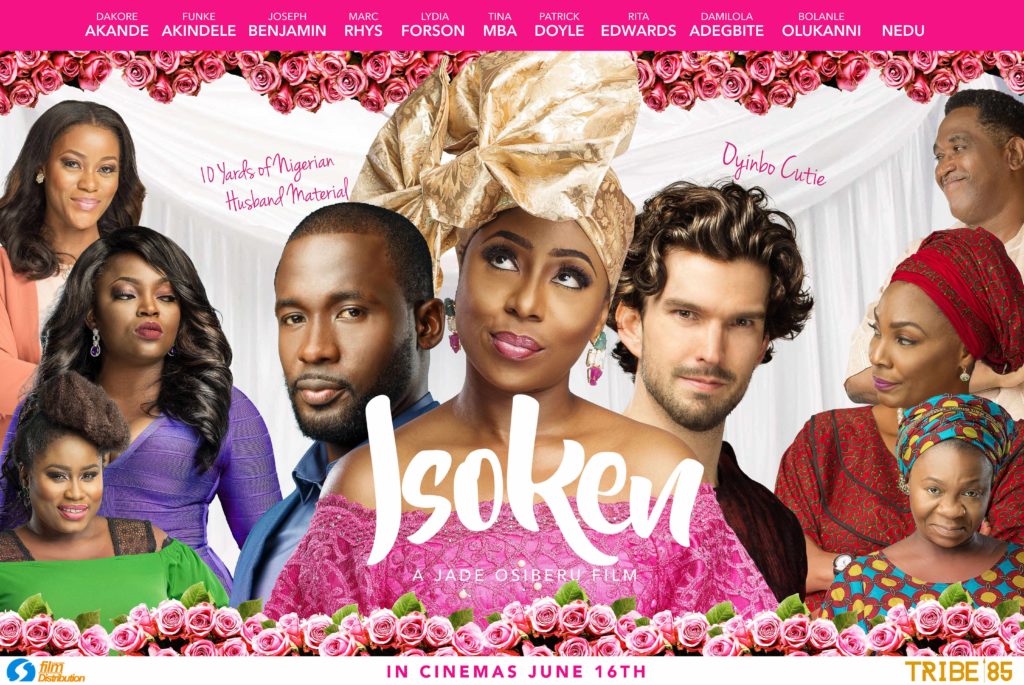 DAKORE AKANDE
FUNKE AKINDELE
JOSEPH BENJAMIN
MARC RHYS
LYDIA FORSON
TINA MBA
PATRICK DOYLE
RITA EDWARDS
DAMILOLA ADEGBITE
BOLANLE OLUKANNI
NEDU
10 Yards of Nigerian
Husband Material
Oyinbo Cutie
Isoken
A JADE OSIBERU FILM
film
Distribution
IN CINEMAS JUNE 16TH
TRIBE '85